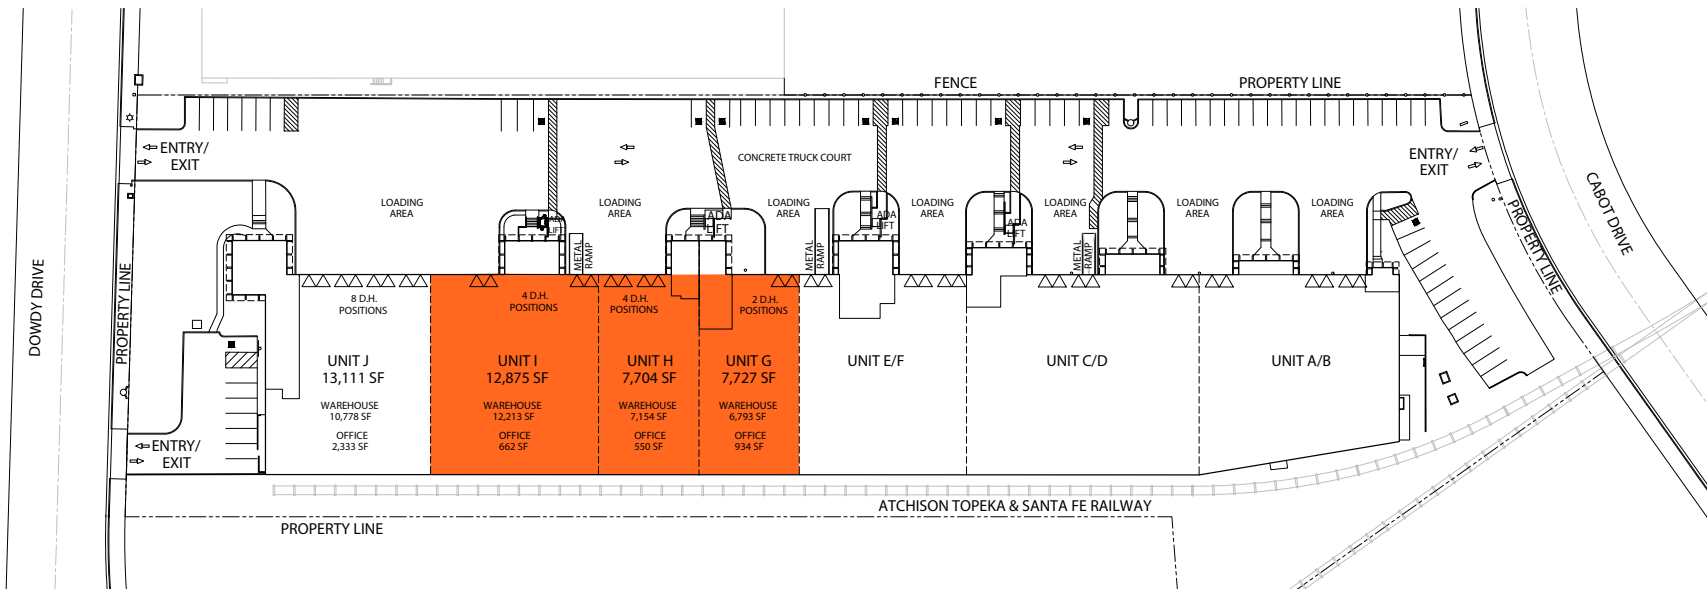 FENCE
PROPERTY LINE
ENTRY/
EXIT
CONCRETE TRUCK COURT
ENTRY/
EXIT
LOADING
AREA
LOADING
AREA
LOADING
AREA
LOADING
AREA
LOADING
AREA
LOADING
AREA
LOADING
AREA
ADA
LIFT
ADA
LIFT
ADA
LIFT
ADA
LIFT
METAL
RAMP
METAL
RAMP
METAL
RAMP
CABOT DRIVE
PROPERTY LINE
DOWDY DRIVE
PROPERTY LINE
8 D.H.
POSITIONS
4 D.H.
POSITIONS
4 D.H.
POSITIONS
2 D.H.
POSITIONS
UNIT J
13,111 SF
WAREHOUSE
10,778 SF
OFFICE
2,333 SF
UNIT I
12,875 SF
WAREHOUSE
12,213 SF
OFFICE
662 SF
UNIT H
7,704 SF
WAREHOUSE
7,154 SF
OFFICE
550 SF
UNIT G
7,727 SF
WAREHOUSE
6,793 SF
OFFICE
934 SF
UNIT E/F
UNIT C/D
UNIT A/B
ENTRY/
EXIT
ATCHISON TOPEKA & SANTA FE RAILWAY
PROPERTY LINE